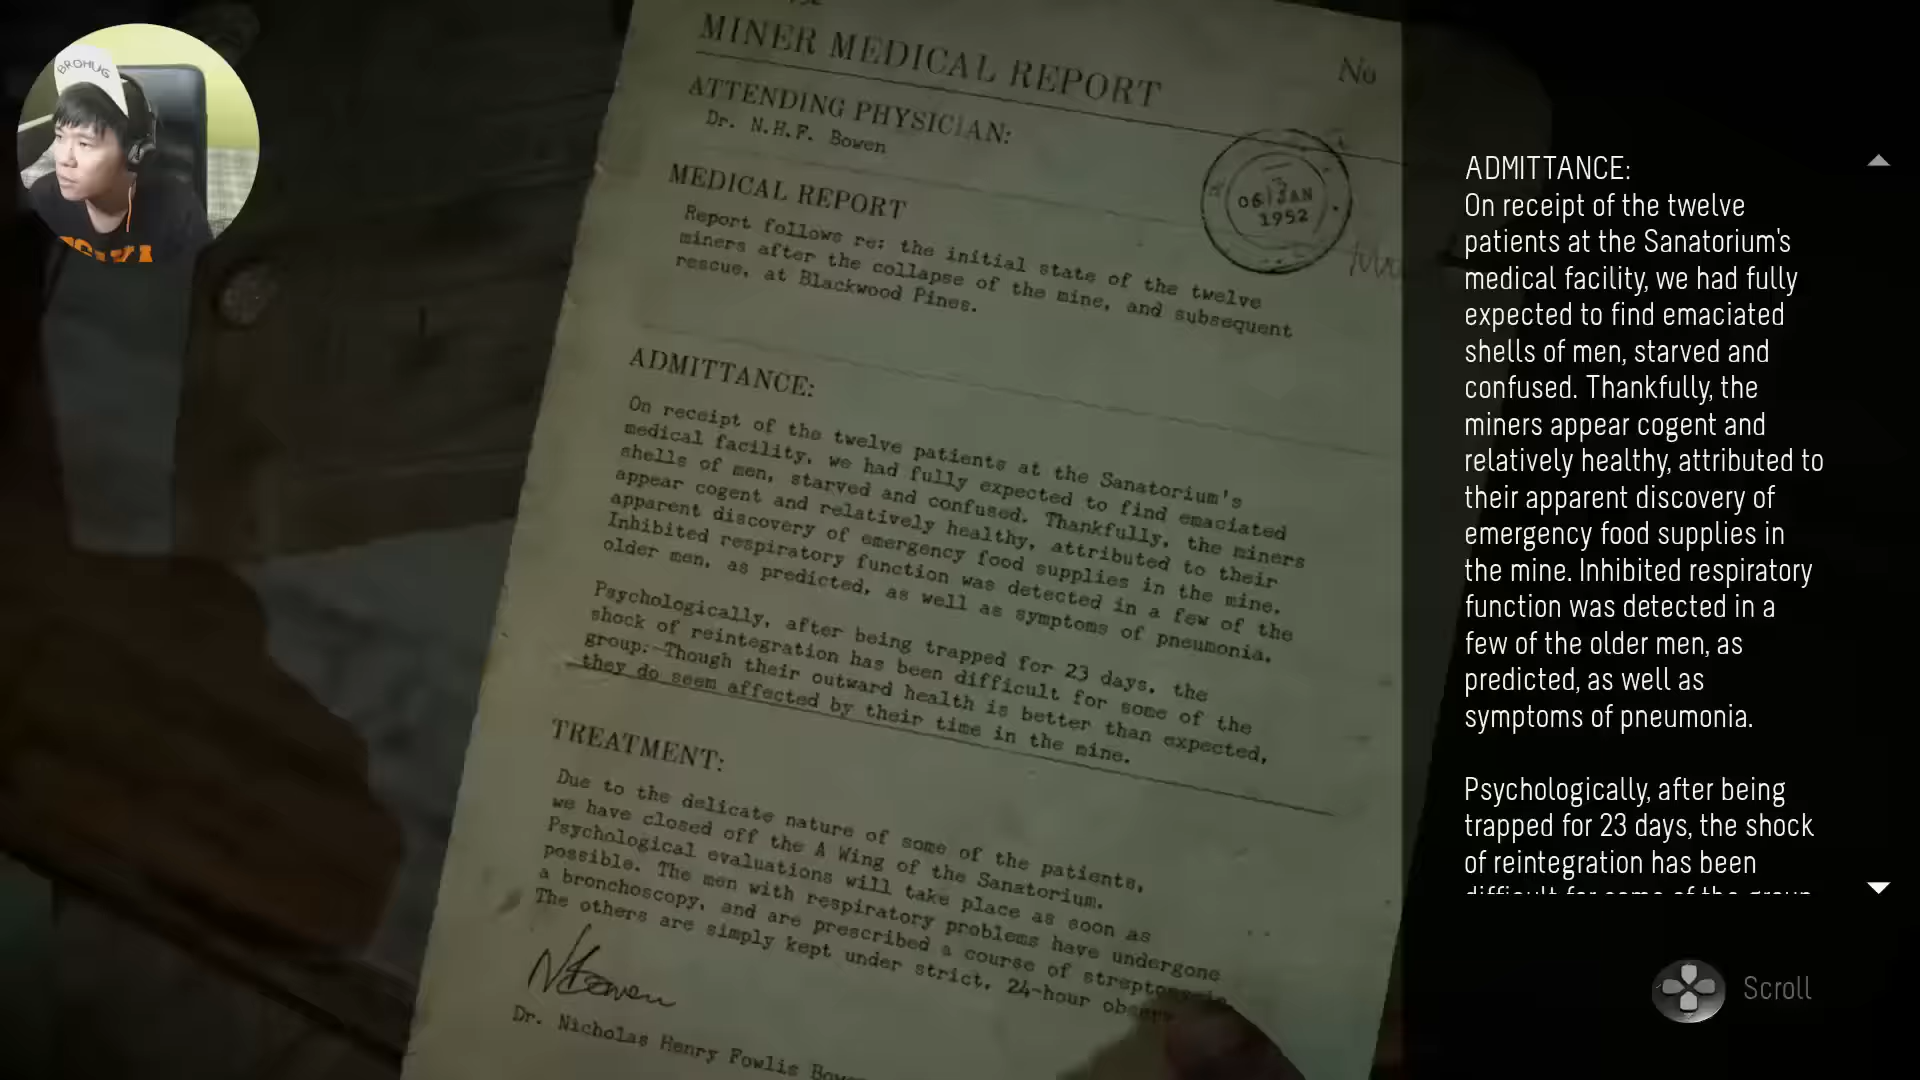 BROHUG
MINER MEDICAL REPORT
No
ATTENDING PHYSICIAN:
Dr. N.H.F. Bowen
06 JAN
1952
MEDICAL REPORT
Report follows re: the initial state of the twelve
miners after the collapse of the mine, and subsequent
rescue, at Blackwood Pines.
ADMITTANCE:
On receipt of the twelve patients at the Sanatorium's
medical facility, we had fully expected to find emaciated
shells of men, starved and confused. Thankfully, the miners
appear cogent and relatively healthy, attributed to their
apparent discovery of emergency food supplies in the mine.
Inhibited respiratory function was detected in a few of the
older men, as predicted, as well as symptoms of pneumonia.
Psychologically, after being trapped for 23 days, the
shock of reintegration has been difficult for some of the
group. Though their outward health is better than expected,
they do seem affected by their time in the mine.
TREATMENT:
Due to the delicate nature of some of the patients,
we have closed off the A Wing of the Sanatorium.
Psychological evaluations will take place as soon as
possible. The men with respiratory problems have undergone
a bronchoscopy, and are prescribed a course of
The others are simply kept under strict, 24-hour
NBowen
Dr. Nicholas Henry Fowlis
ADMITTANCE:
On receipt of the twelve
patients at the Sanatorium's
medical facility, we had fully
expected to find emaciated
shells of men, starved and
confused. Thankfully, the
miners appear cogent and
relatively healthy, attributed to
their apparent discovery of
emergency food supplies in
the mine. Inhibited respiratory
function was detected in a
few of the older men, as
predicted, as well as
symptoms of pneumonia.
Psychologically, after being
trapped for 23 days, the shock
of reintegration has been
difficult for some of the group
Scroll